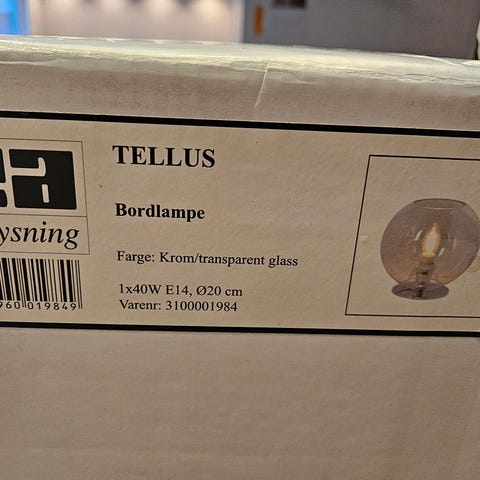 TELLUS
Bordlampe
Farge: Krom/transparent glass
1x40W E14, Ø20 cm
Varenr: 3100001984
ea
ysning
960 019849